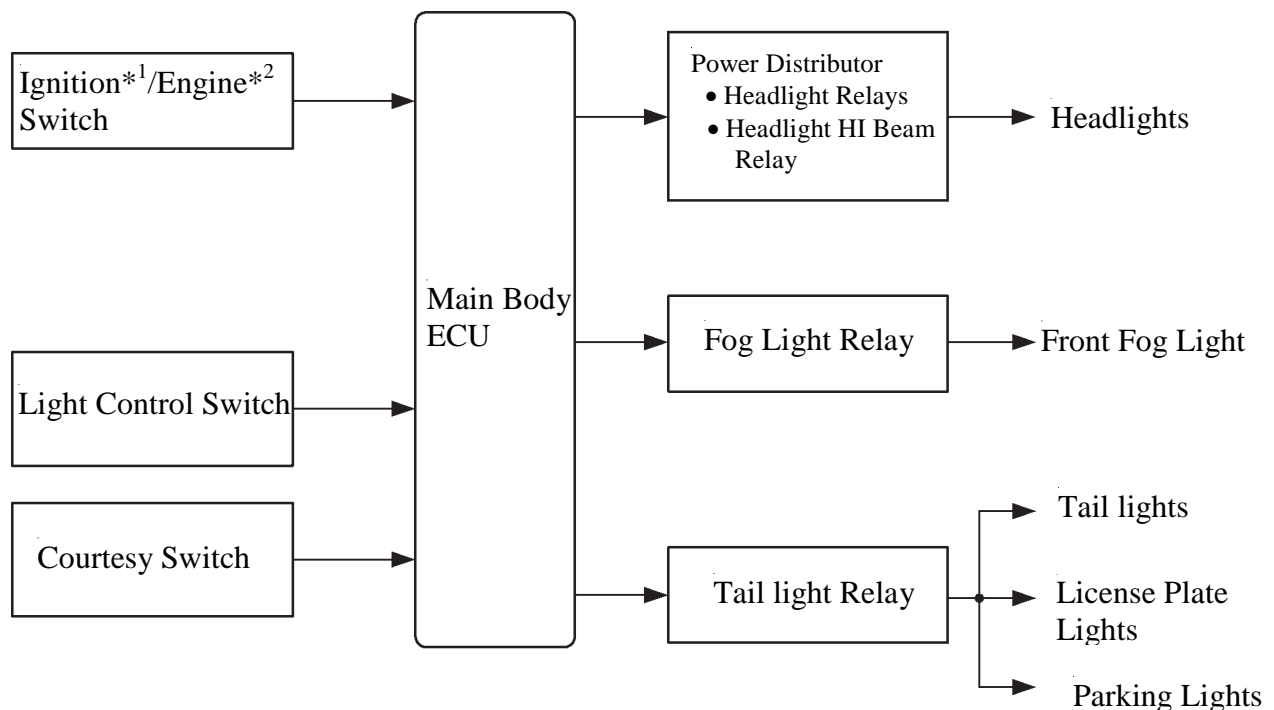 Ignition*1/Engine*2
Switch
Light Control Switch
Courtesy Switch
Main Body
ECU
Power Distributor
• Headlight Relays
• Headlight HI Beam
Relay
Headlights
Fog Light Relay
Front Fog Light
Tail light Relay
Tail lights
License Plate
Lights
Parking Lights